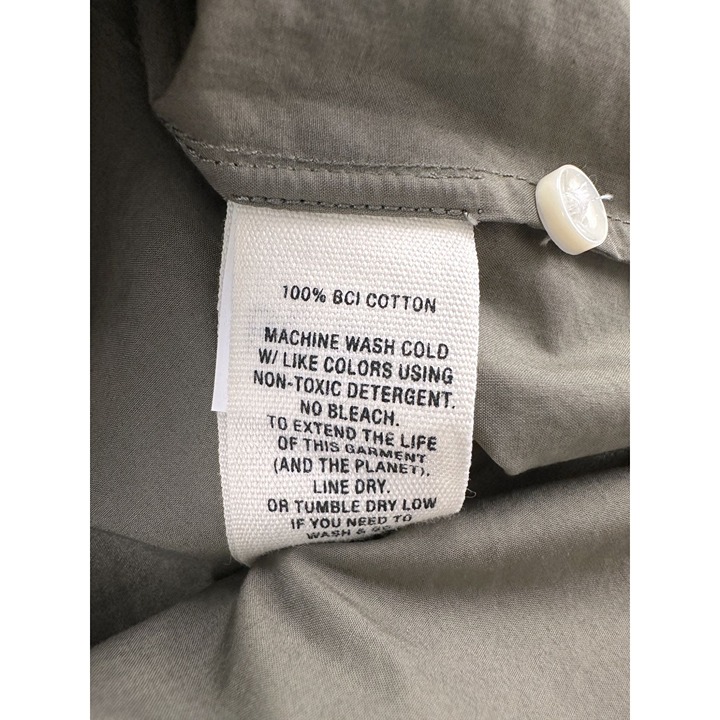 100% BCI COTTON
MACHINE WASH COLD
W/ LIKE COLORS USING
NON-TOXIC DETERGENT.
NO BLEACH.
TO EXTEND THE LIFE
OF THIS GARMENT
(AND THE PLANET),
LINE DRY.
OR TUMBLE DRY LOW
IF YOU NEED TO
WASH &